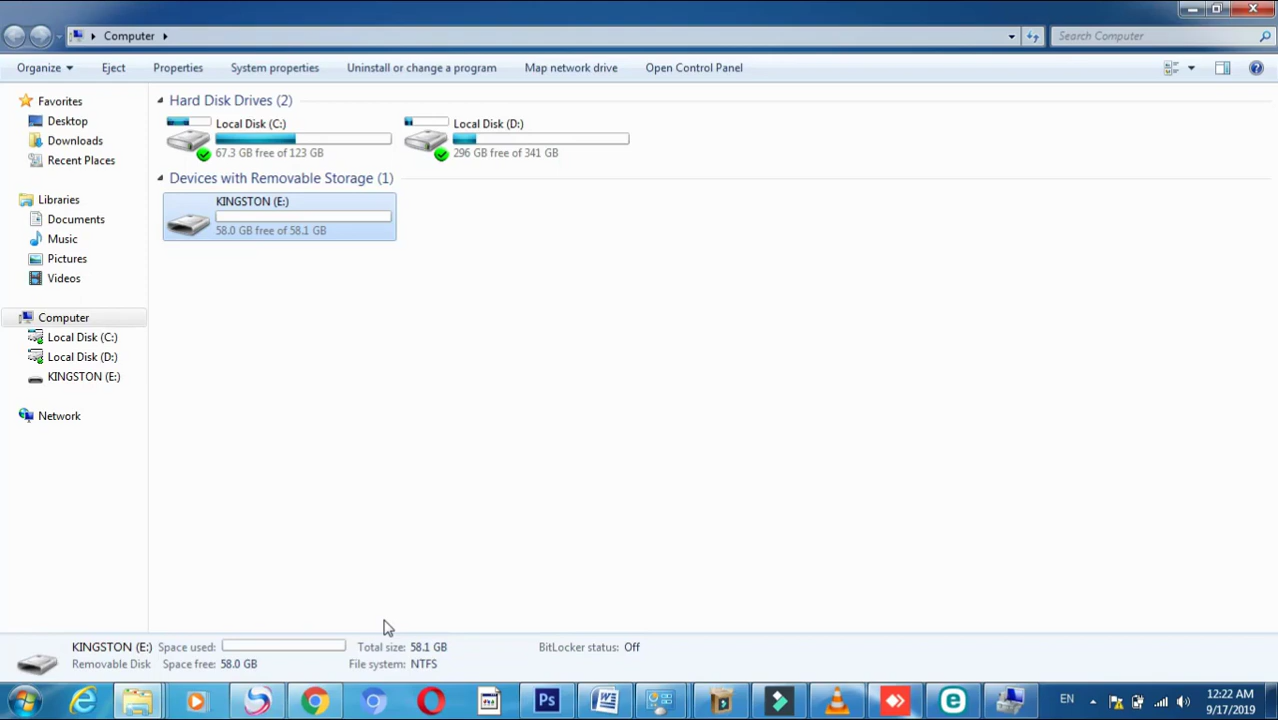 Computer
Search Computer
Organize
Eject
Properties
System properties
Uninstall or change a program
Map network drive
Open Control Panel
Favorites
Desktop
Downloads
Recent Places
Libraries
Documents
Music
Pictures
Videos
Computer
Local Disk (C:)
Local Disk (D:)
KINGSTON (E:)
Network
Hard Disk Drives (2)
Local Disk (C:)
67.3 GB free of 123 GB
Local Disk (D:)
296 GB free of 341 GB
Devices with Removable Storage (1)
KINGSTON (E:)
58.0 GB free of 58.1 GB
KINGSTON (E:) Space used: Total size: 58.1 GB BitLocker status: Off
Removable Disk Space free: 58.0 GB File system: NTFS
Ps
EN
12:22 AM
9/17/2019